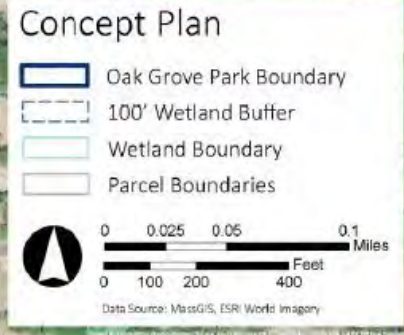 Concept Plan
Oak Grove Park Boundary
100' Wetland Buffer
Wetland Boundary
Parcel Boundaries
0 0.025 0.05 0.1
Miles
Feet
0 100 200 400
Data Source: MassGIS, ESRI World Imagery